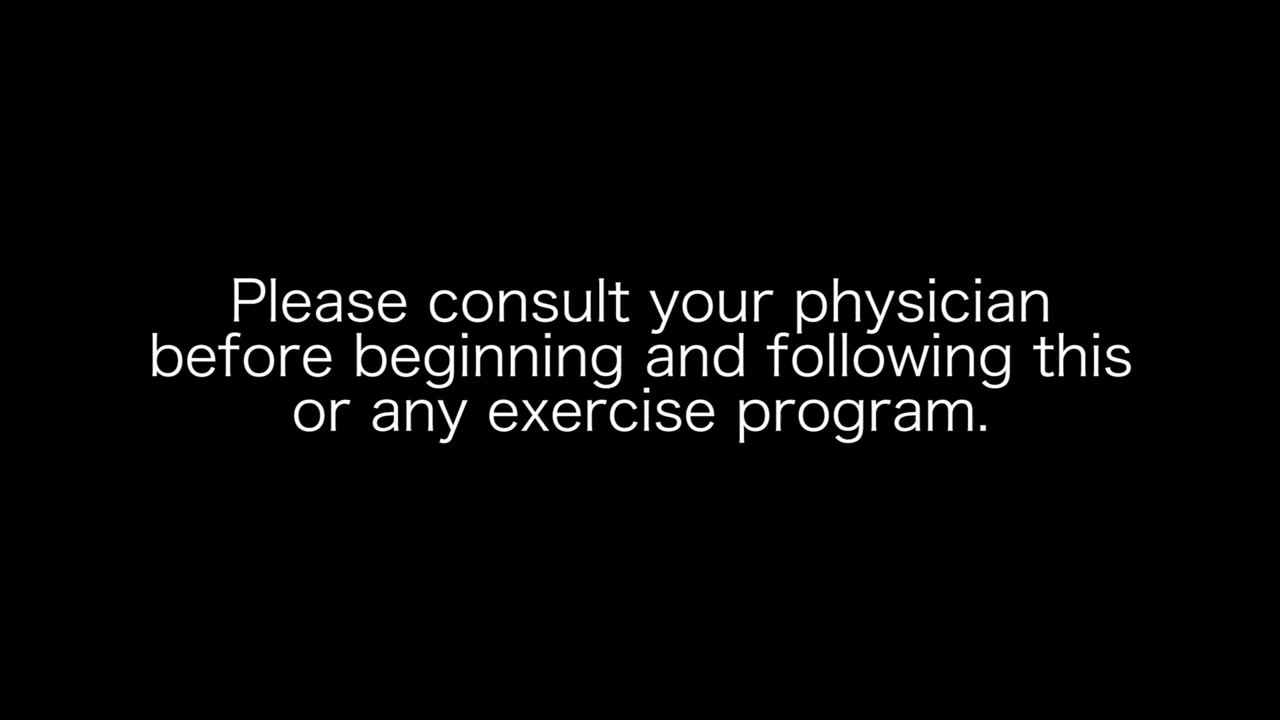 Please consult your physician
before beginning and following this
or any exercise program.